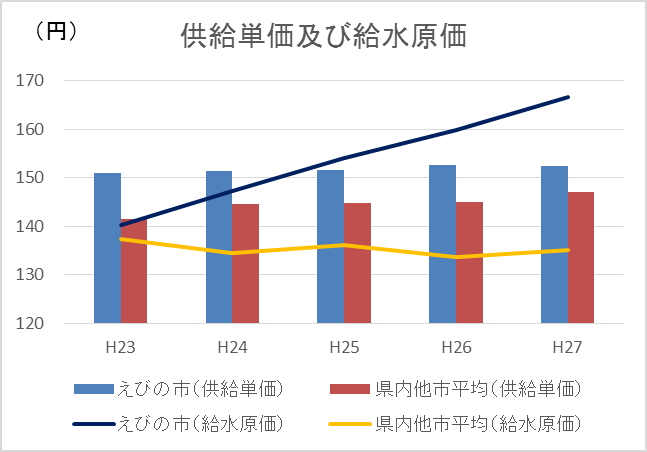 （円）
供給単価及び給水原価
170
160
150
140
130
120
H23 H24 H25 H26 H27
えびの市（供給単価） 県内他市平均（供給単価）
えびの市（給水原価） 県内他市平均（給水原価）